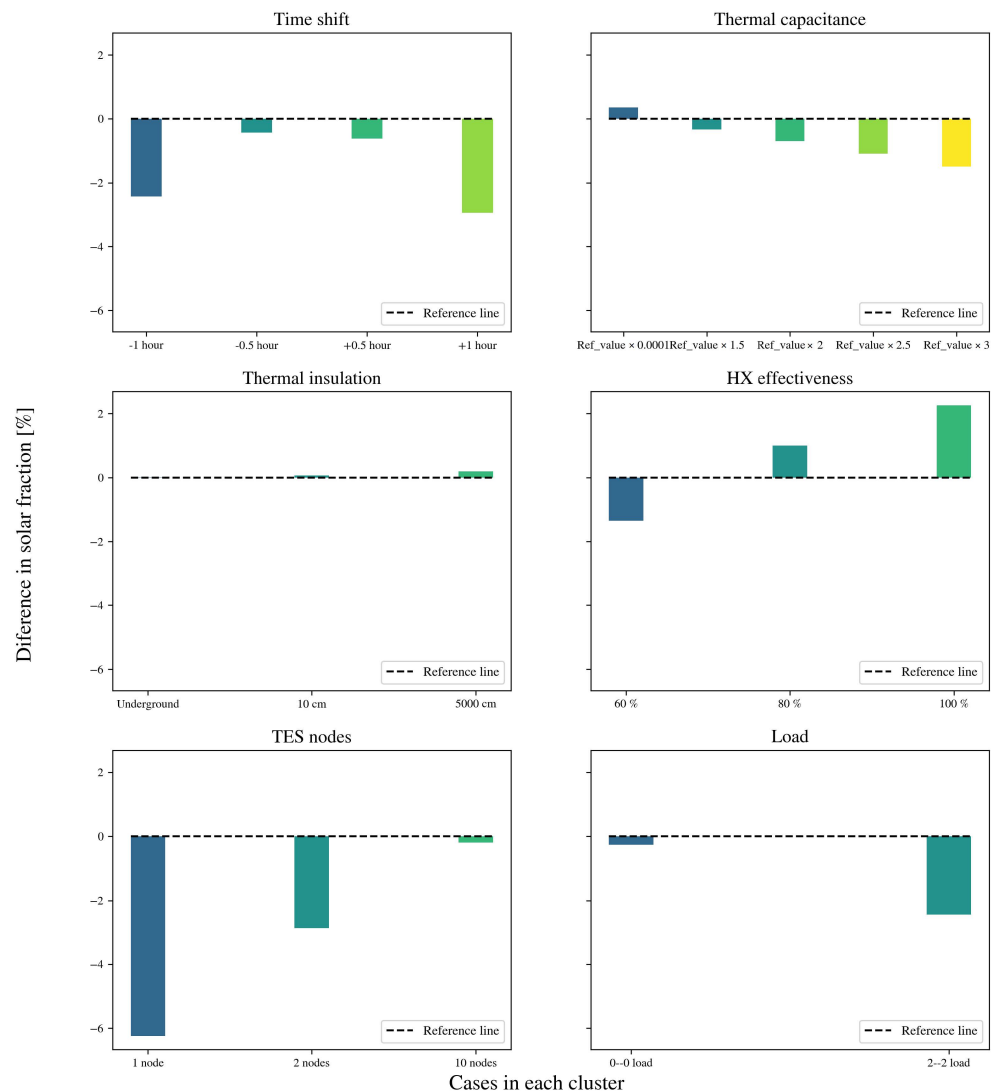 Time shift
2
0
−2
−4
−6
Reference line
-1 hour
-0.5 hour
+0.5 hour
+1 hour
Thermal capacitance
Reference line
Ref_value × 0.0001
Ref_value × 1.5
Ref_value × 2
Ref_value × 2.5
Ref_value × 3
Thermal insulation
2
0
−2
−4
−6
Reference line
Underground
10 cm
5000 cm
HX effectiveness
Reference line
60 %
80 %
100 %
Diference in solar fraction [%]
TES nodes
2
0
−2
−4
−6
Reference line
1 node
2 nodes
10 nodes
Load
Reference line
0--0 load
2--2 load
Cases in each cluster